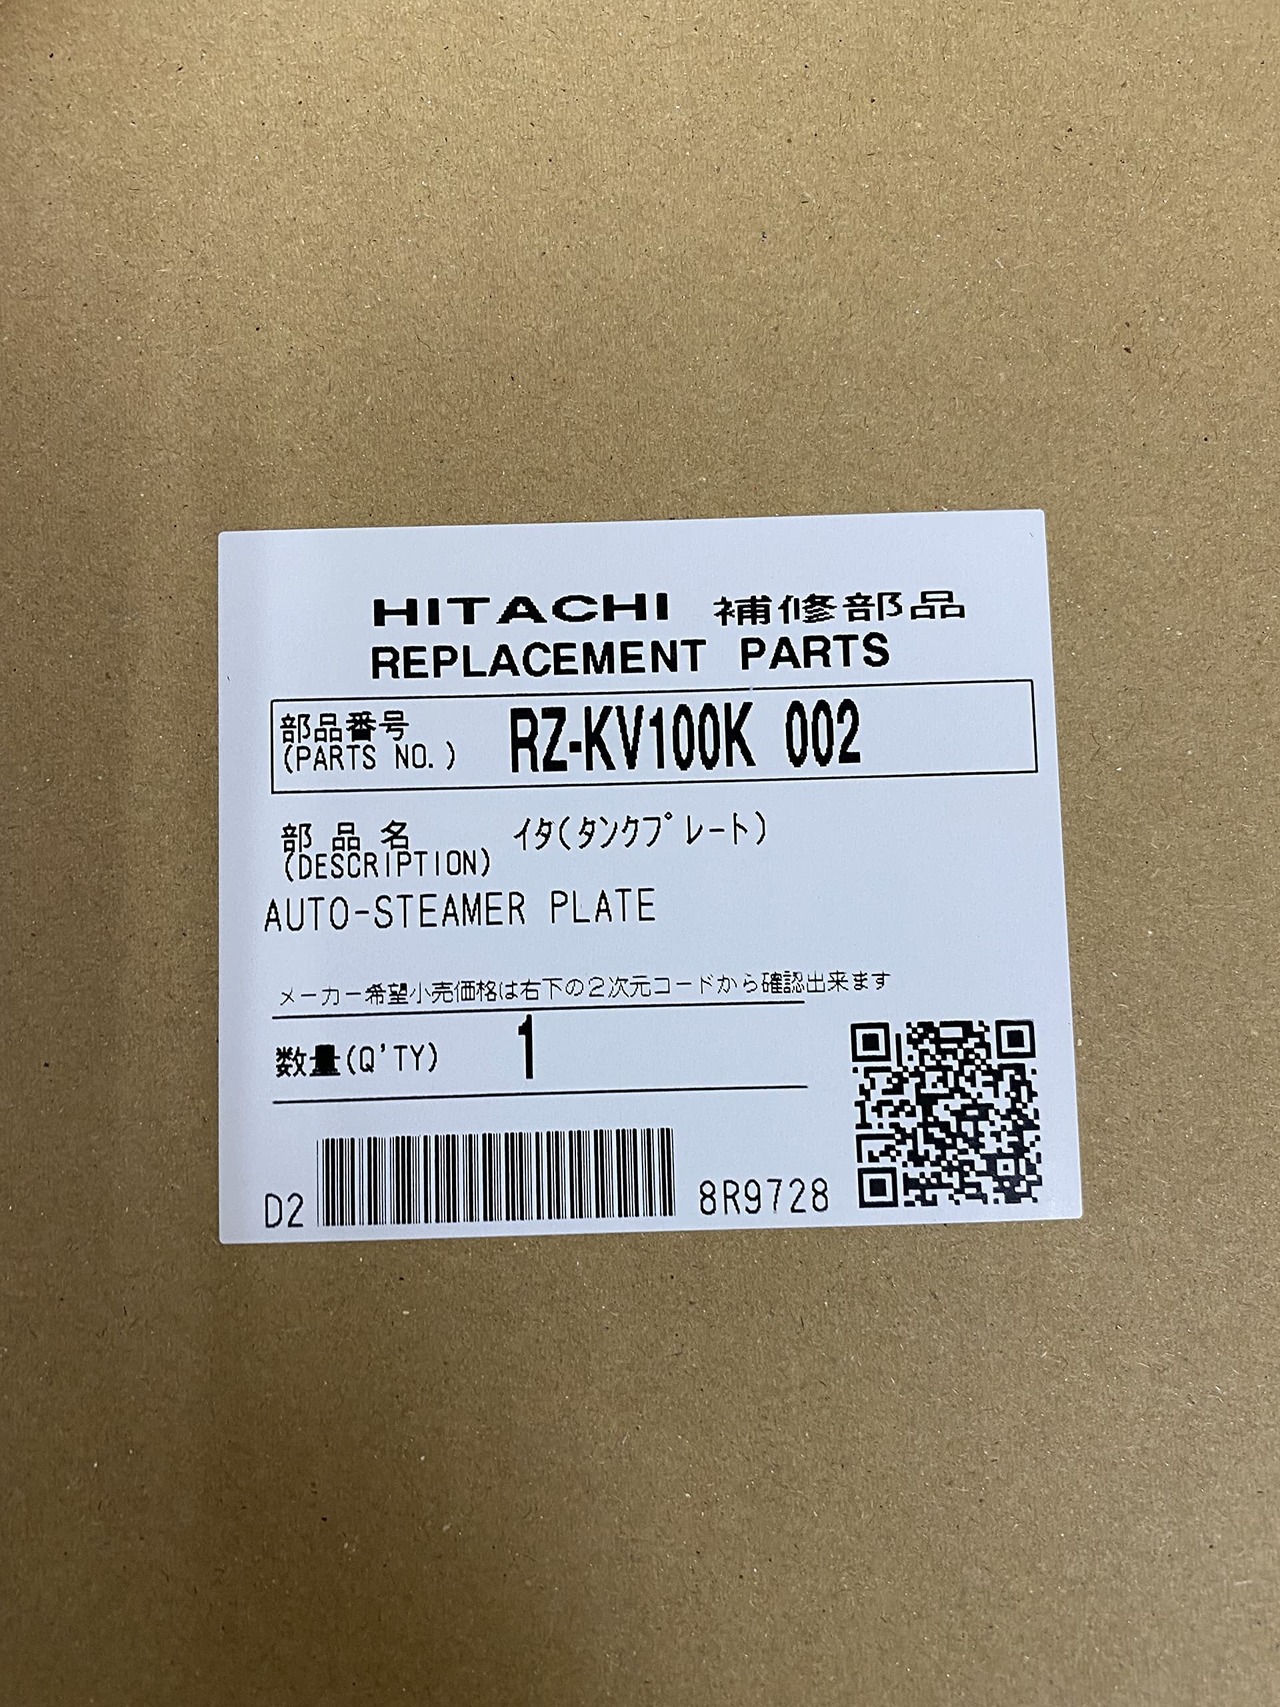 HITACHI 補修部品
REPLACEMENT PARTS
部品番号 RZ-KV100K 002
(PARTS NO.)
部品名 イタ(タンクプレート)
(DESCRIPTION)
AUTO-STEAMER PLATE
メーカー希望小売価格は右下の2次元コードから確認出来ます
数量(Q'TY) 1
D2 8R9728